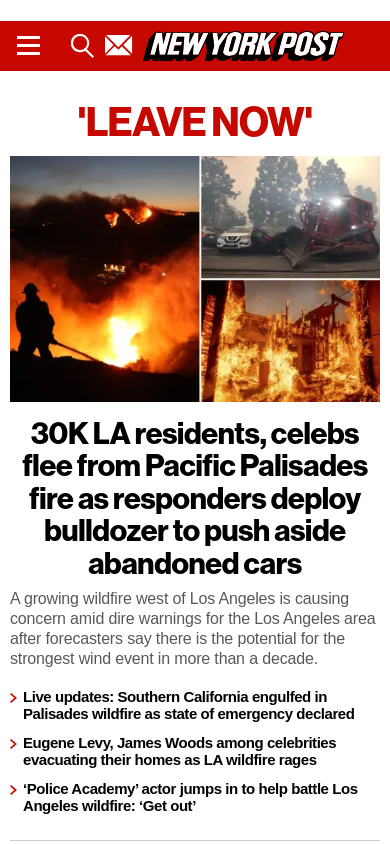 NEW YORK POST
'LEAVE NOW'
30K LA residents, celebs
flee from Pacific Palisades
fire as responders deploy
bulldozer to push aside
abandoned cars
A growing wildfire west of Los Angeles is causing
concern amid dire warnings for the Los Angeles area
after forecasters say there is the potential for the
strongest wind event in more than a decade.
Live updates: Southern California engulfed in
Palisades wildfire as state of emergency declared
Eugene Levy, James Woods among celebrities
evacuating their homes as LA wildfire rages
‘Police Academy’ actor jumps in to help battle Los
Angeles wildfire: ‘Get out’